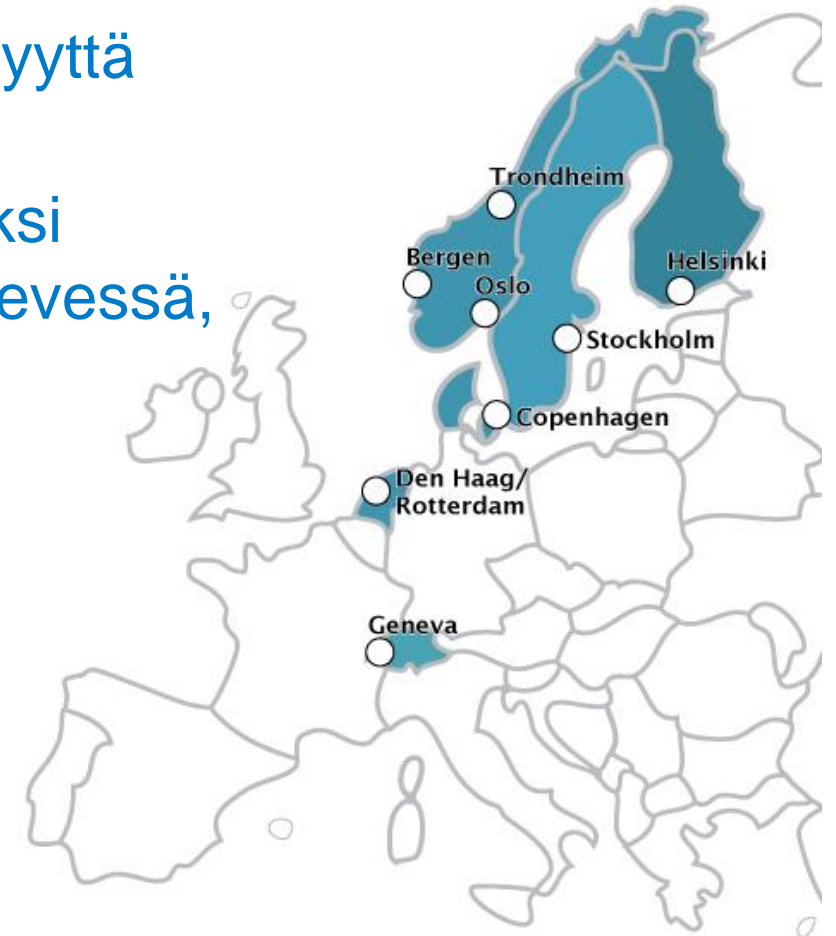 yyttä
ksi
evessä,
Trondheim
Bergen
Oslo
Helsinki
Stockholm
Copenhagen
Den Haag/
Rotterdam
Geneva